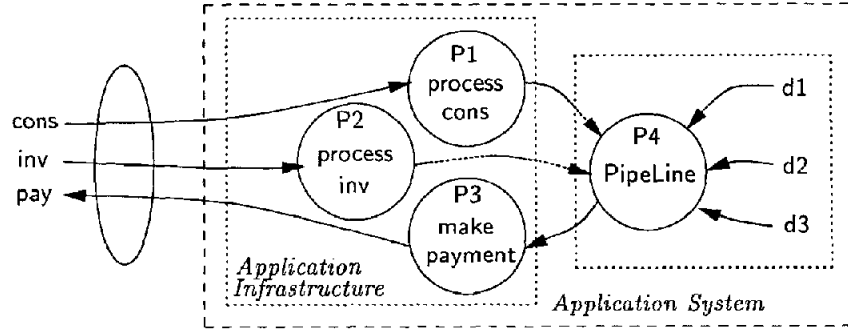 cons
inv
pay
P1
process
cons
P2
process
inv
P3
make
payment
P4
PipeLine
d1
d2
d3
Application
Infrastructure
Application System